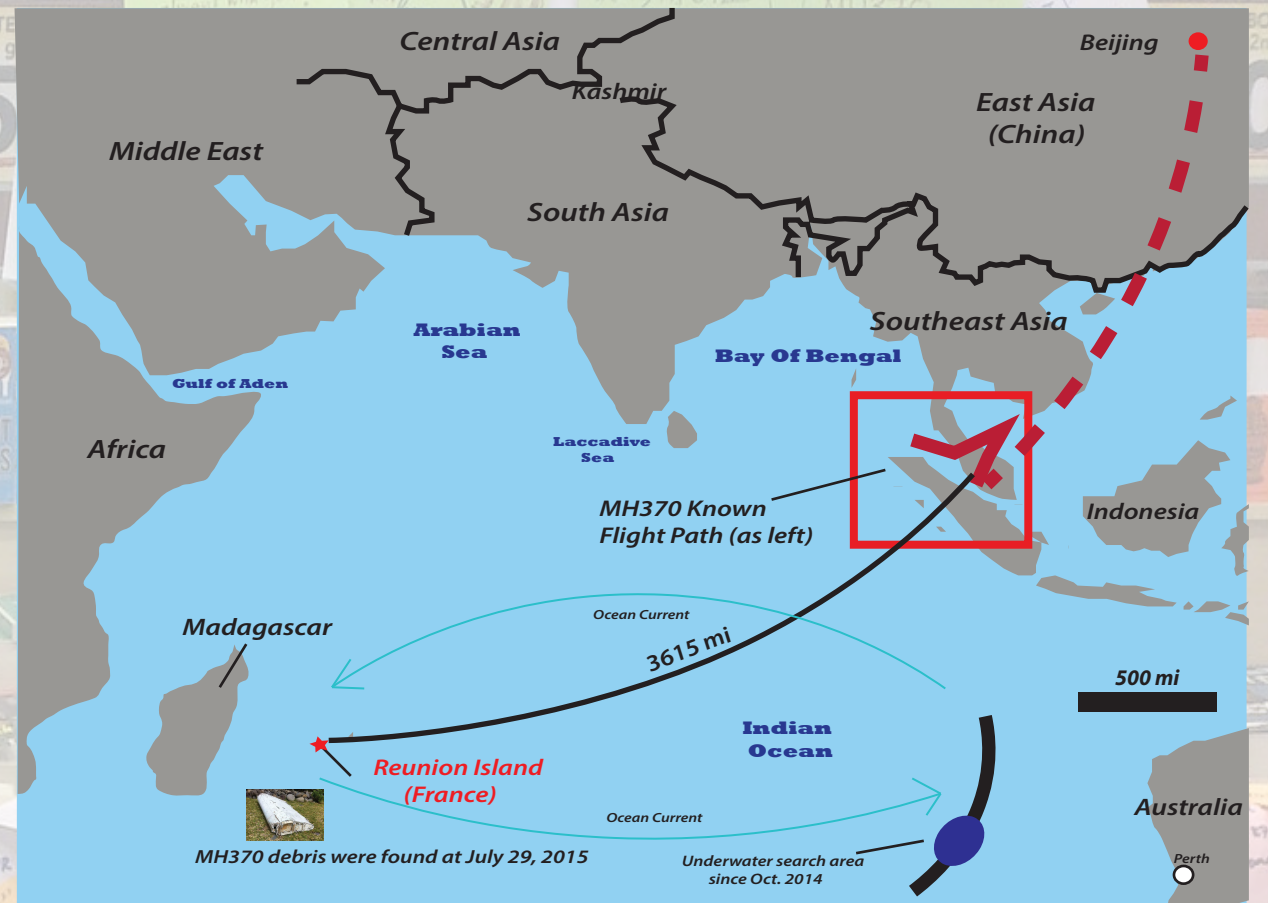 Central Asia
Beijing
Kashmir
East Asia
(China)
Middle East
South Asia
Southeast Asia
Arabian
Sea
Bay Of Bengal
Gulf of Aden
Africa
Laccadive
Sea
MH370 Known
Flight Path (as left)
Indonesia
Ocean Current
Madagascar
3615 mi
500 mi
Indian
Ocean
Reunion Island
(France)
Australia
Ocean Current
MH370 debris were found at July 29, 2015
Underwater search area
since Oct. 2014
Perth